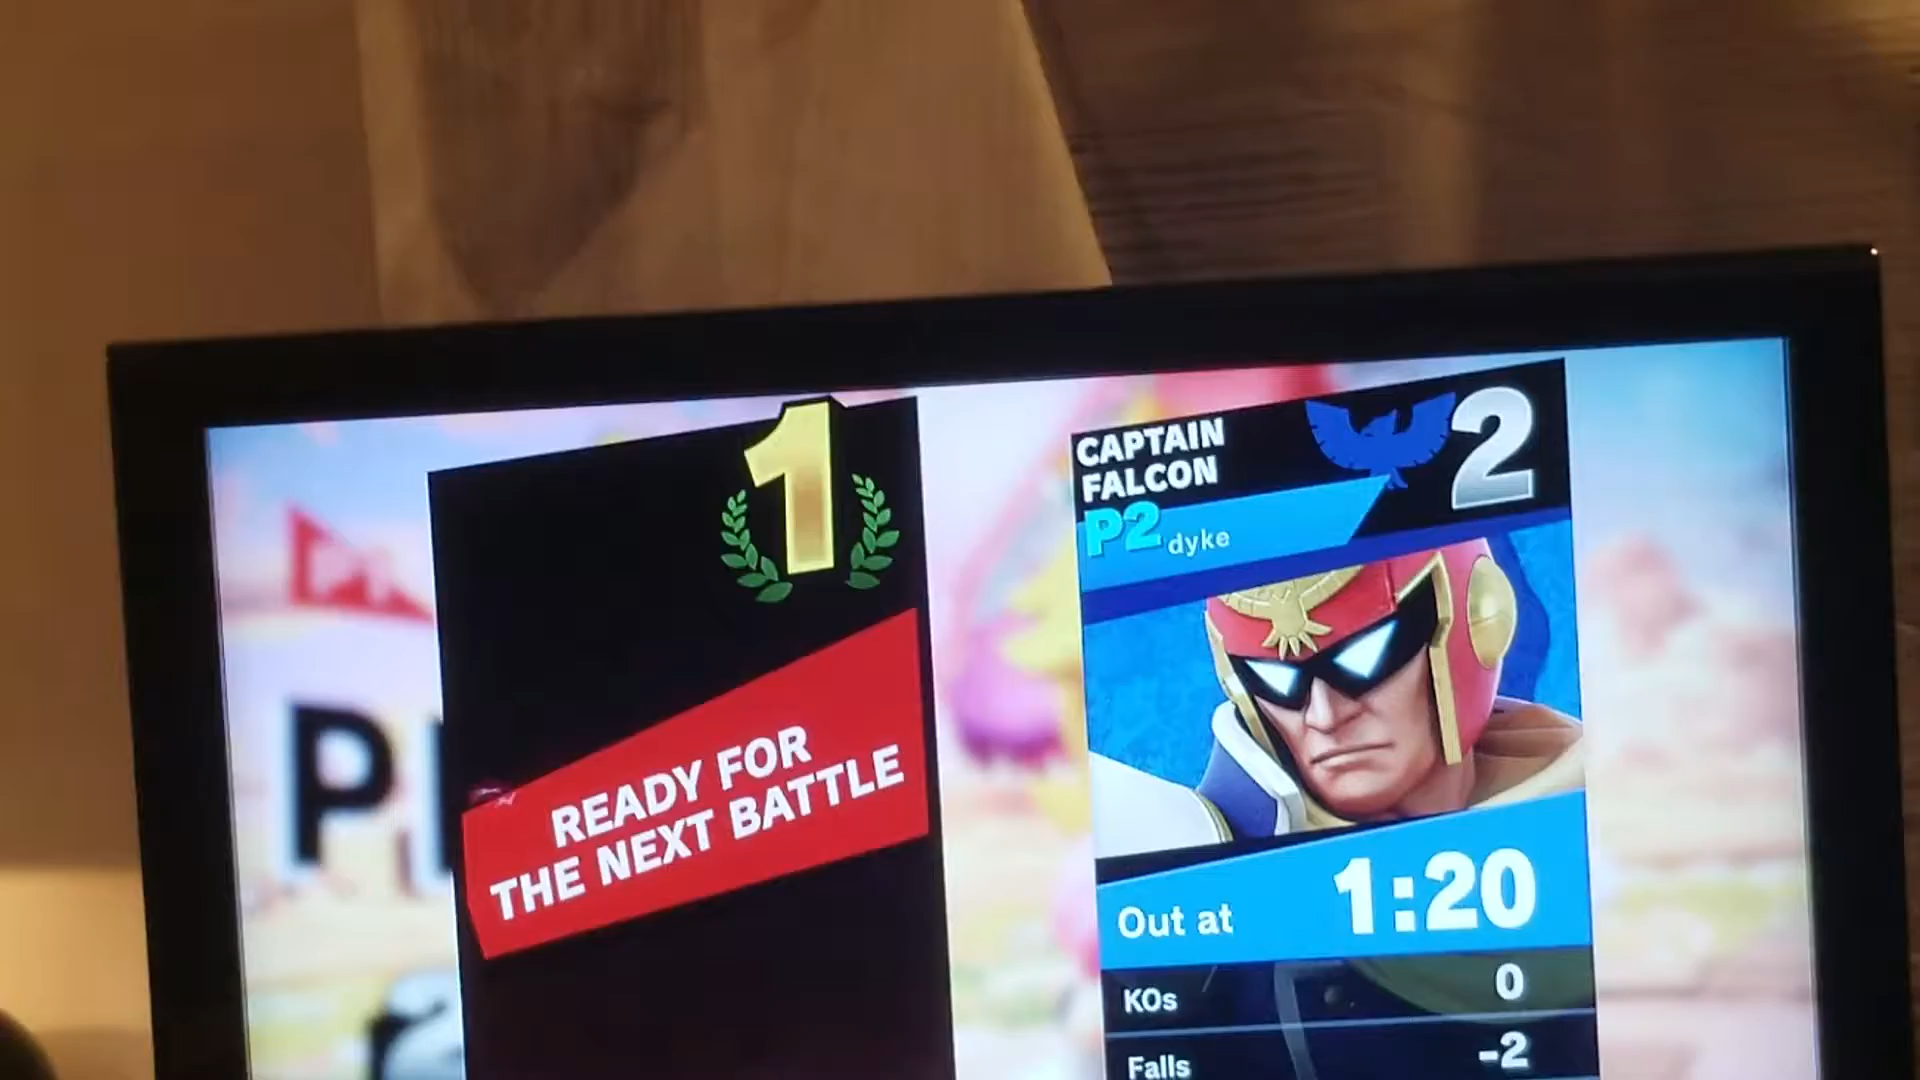 1
READY FOR
THE NEXT BATTLE
CAPTAIN
FALCON
2
P2 dyke
Out at 1:20
KOs 0
Falls -2